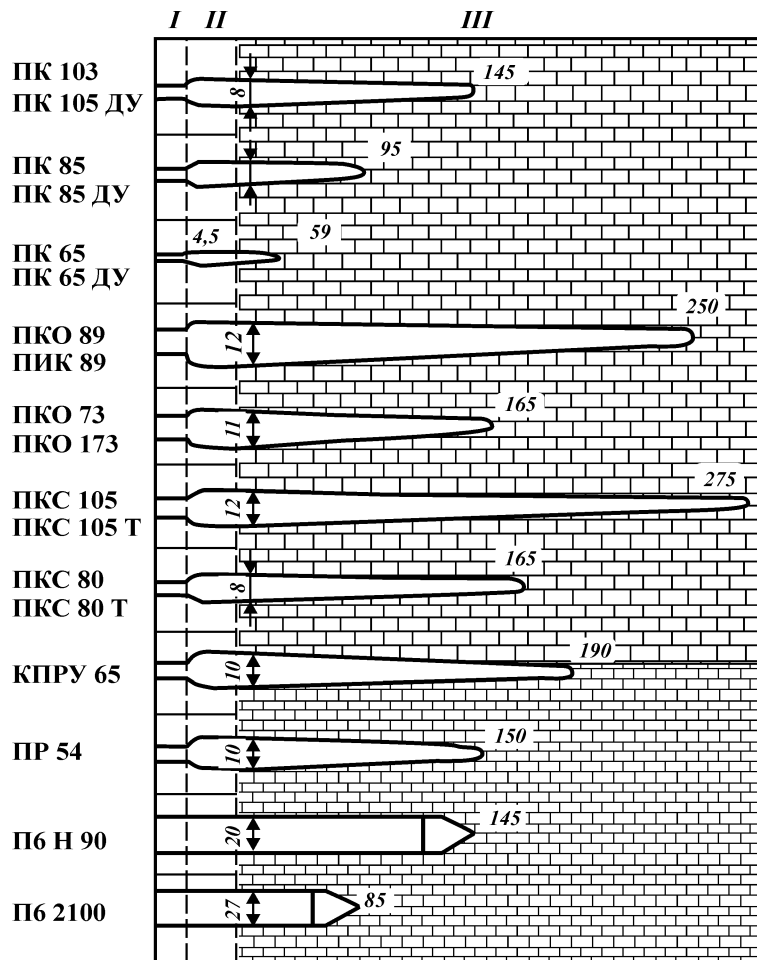 I II III
ПК 103
145
8
ПК 105 ДУ
95
ПК 85
ПК 85 ДУ
4,5
59
ПК 65
ПК 65 ДУ
250
ПКО 89
12
ПИК 89
165
ПКО 73
11
ПКО 173
275
ПКС 105
12
ПКС 105 Т
165
ПКС 80
8
ПКС 80 Т
190
КПРУ 65
10
150
ПР 54
10
145
П6 Н 90
20
85
П6 2100
27